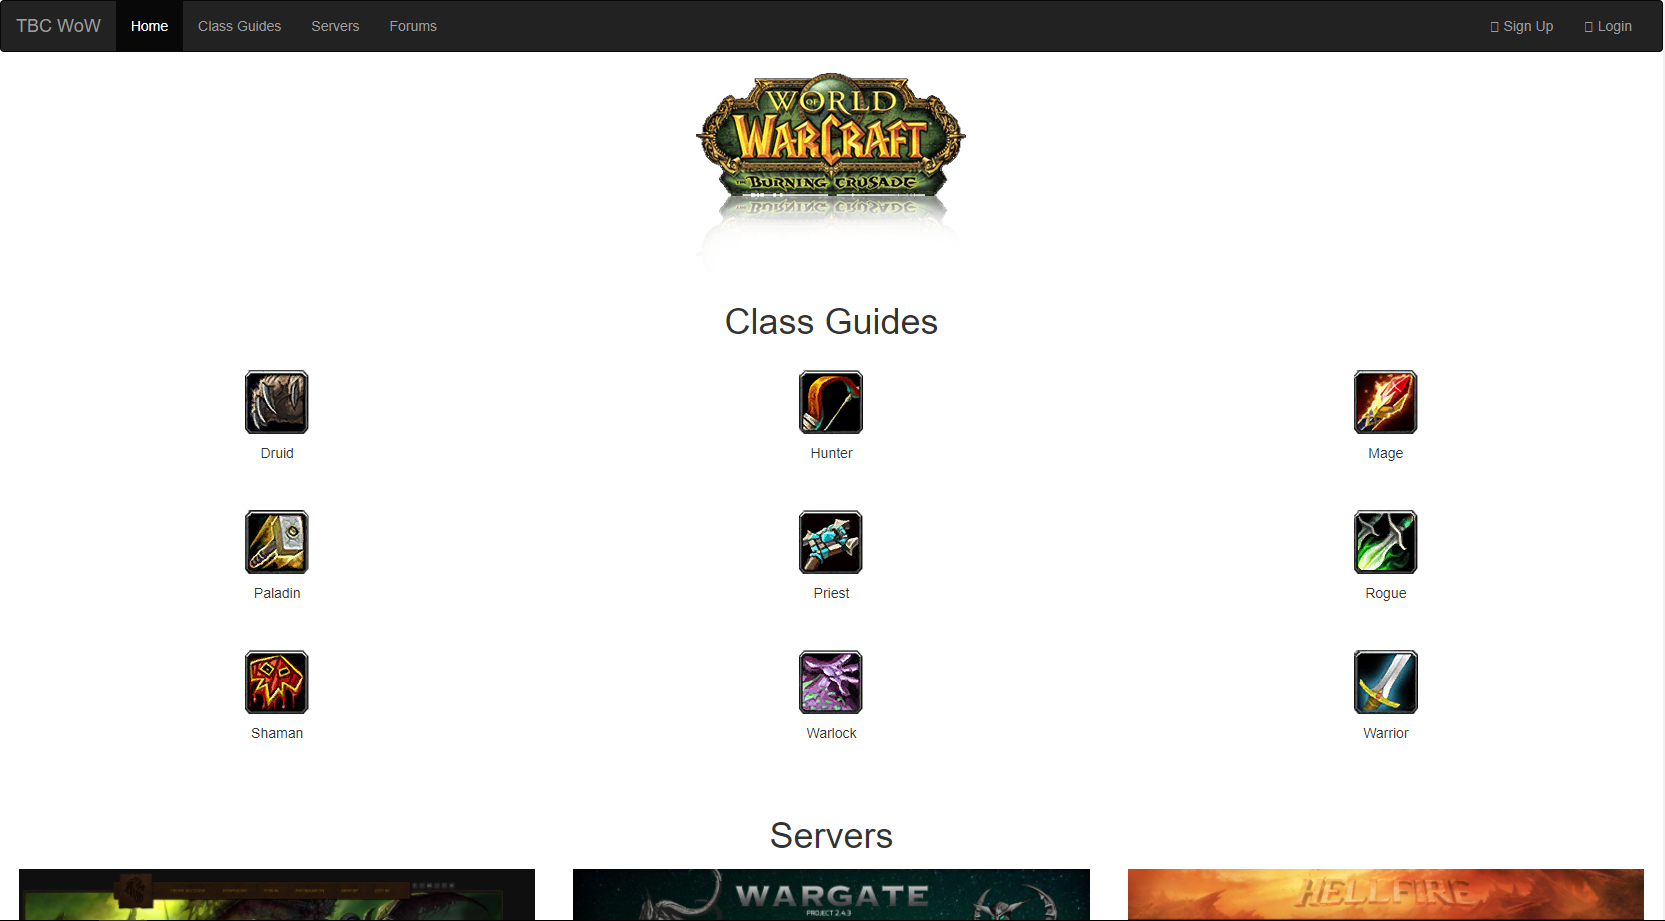 TBC WoW Home Class Guides Servers Forums Sign Up Login
WORLD
OF
WARCRAFT
THE BURNING CRUSADE
Class Guides
Druid Hunter Mage
Paladin Priest Rogue
Shaman Warlock Warrior
Servers
WARGATE
PROJECT 2.4.3
HELLFIRE